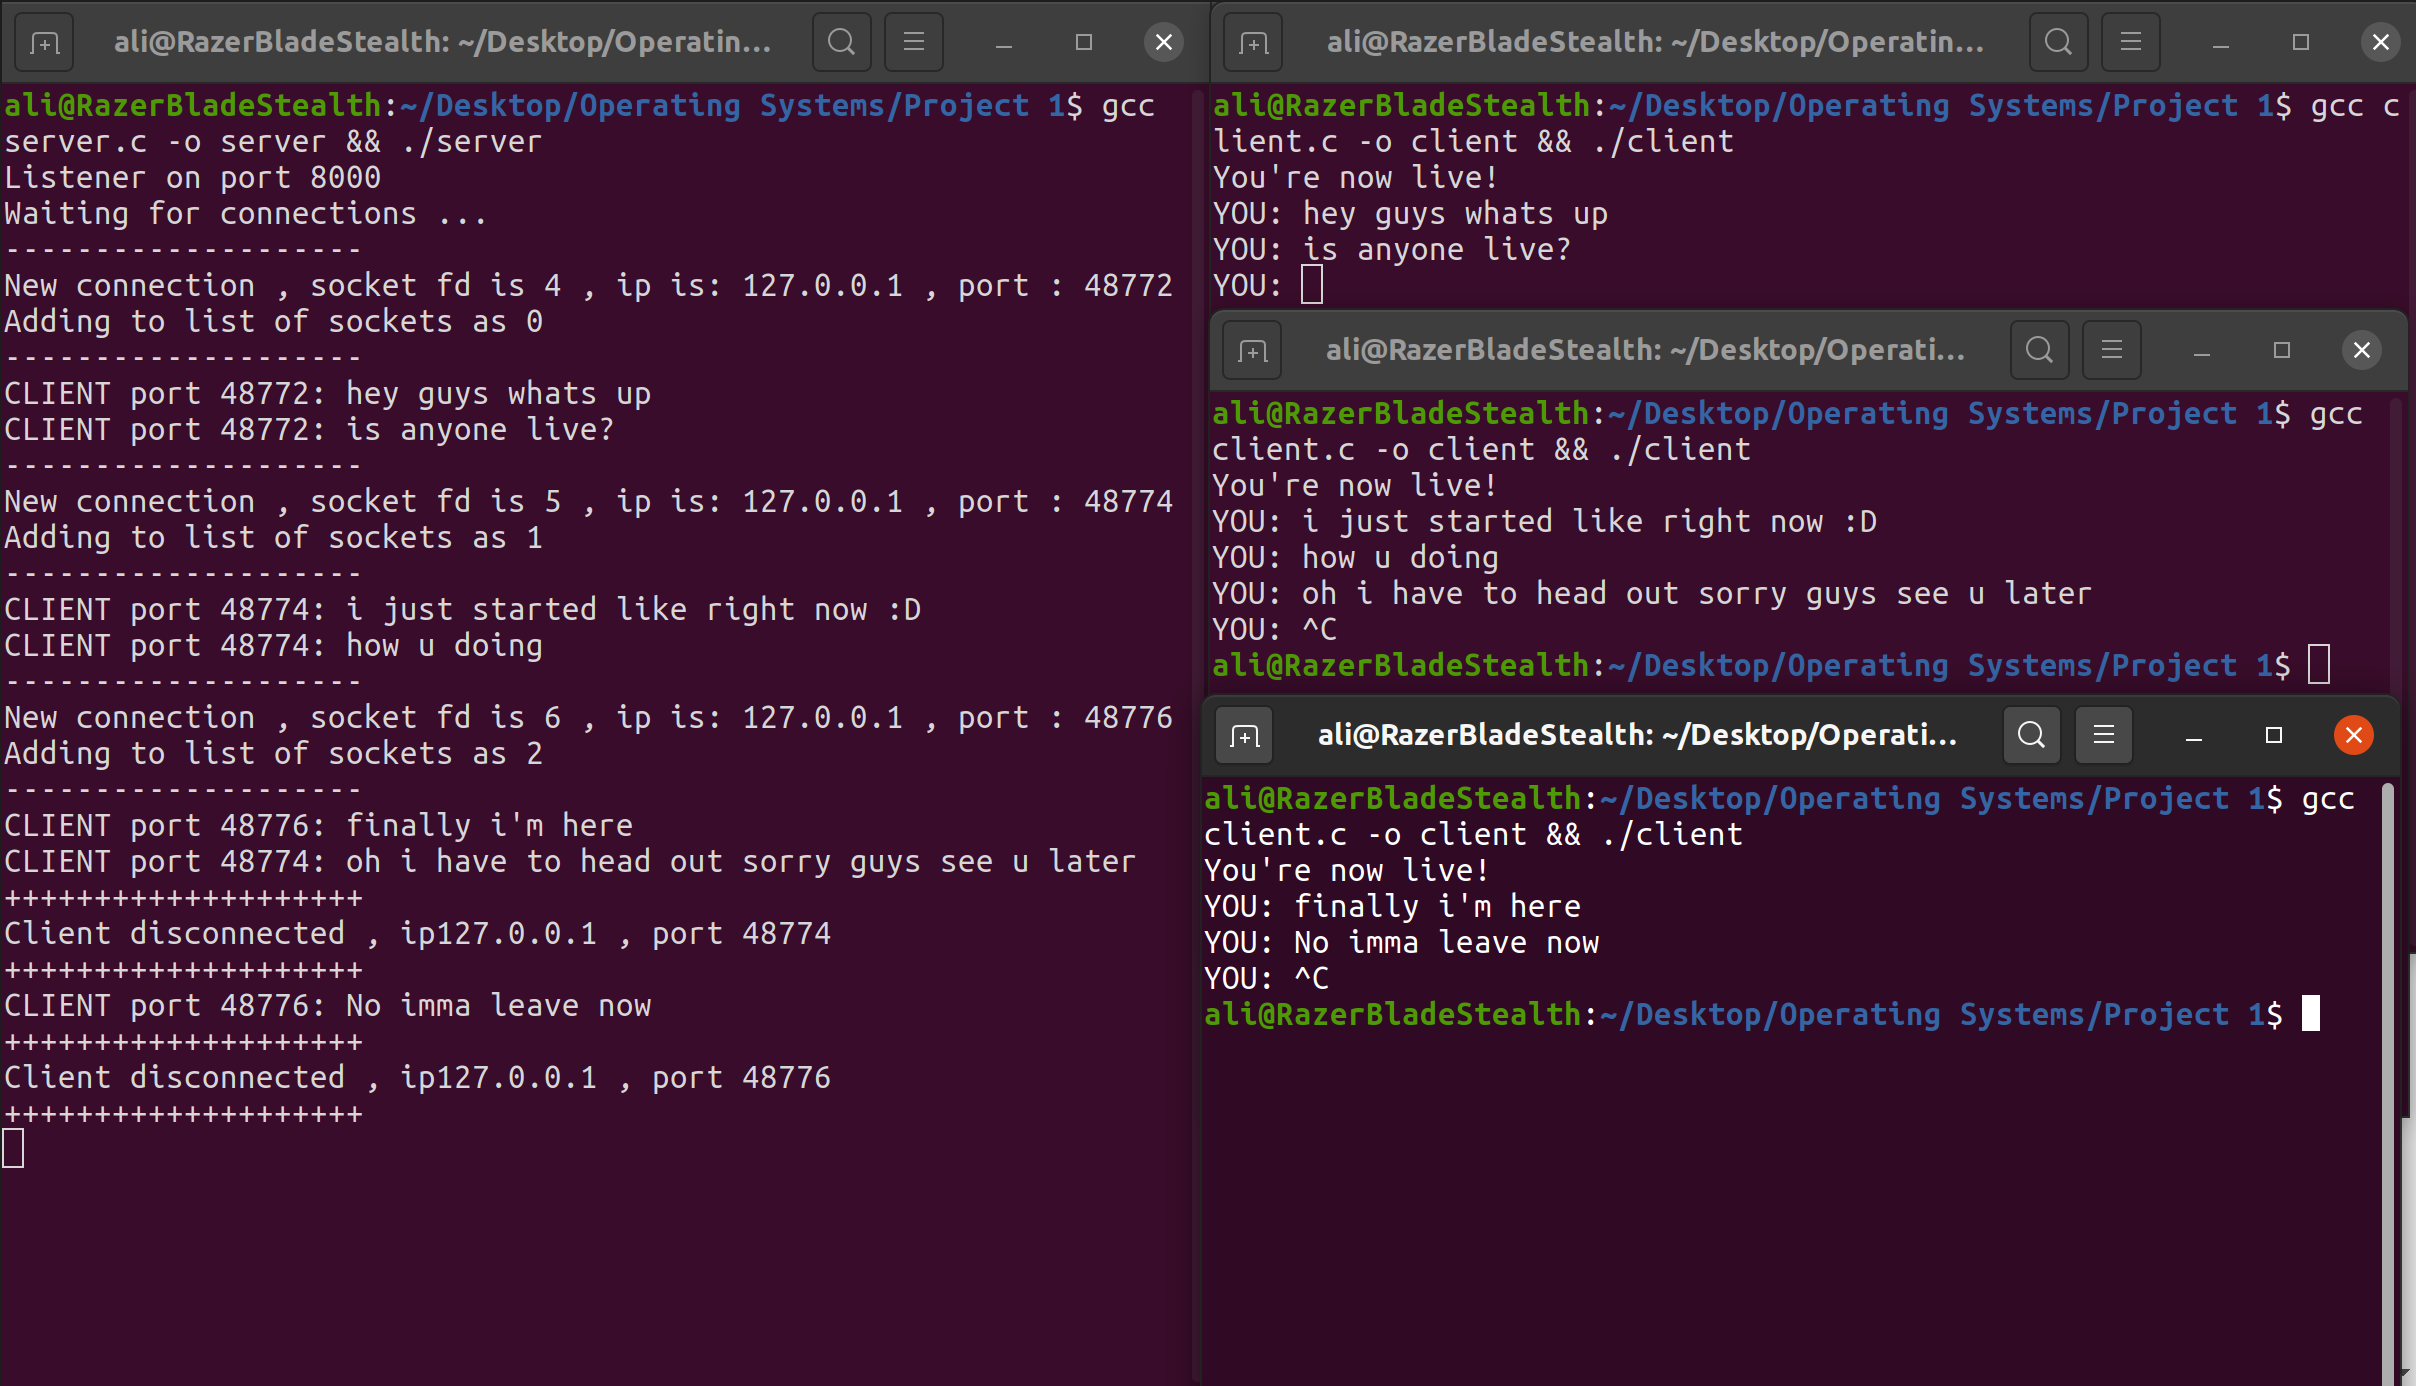 ali@RazerBladeStealth: ~/Desktop/Operatin...
ali@RazerBladeStealth:~/Desktop/Operating Systems/Project 1$ gcc
server.c -o server && ./server
Listener on port 8000
Waiting for connections ...
--------------------
New connection , socket fd is 4 , ip is: 127.0.0.1 , port : 48772
Adding to list of sockets as 0
--------------------
CLIENT port 48772: hey guys whats up
CLIENT port 48772: is anyone live?
--------------------
New connection , socket fd is 5 , ip is: 127.0.0.1 , port : 48774
Adding to list of sockets as 1
--------------------
CLIENT port 48774: i just started like right now :D
CLIENT port 48774: how u doing
--------------------
New connection , socket fd is 6 , ip is: 127.0.0.1 , port : 48776
Adding to list of sockets as 2
--------------------
CLIENT port 48776: finally i'm here
CLIENT port 48774: oh i have to head out sorry guys see u later
++++++++++++++++++++
Client disconnected , ip127.0.0.1 , port 48774
++++++++++++++++++++
CLIENT port 48776: No imma leave now
++++++++++++++++++++
Client disconnected , ip127.0.0.1 , port 48776
++++++++++++++++++++
ali@RazerBladeStealth: ~/Desktop/Operatin...
ali@RazerBladeStealth:~/Desktop/Operating Systems/Project 1$ gcc c
lient.c -o client && ./client
You're now live!
YOU: hey guys whats up
YOU: is anyone live?
YOU:
ali@RazerBladeStealth: ~/Desktop/Operati...
ali@RazerBladeStealth:~/Desktop/Operating Systems/Project 1$ gcc
client.c -o client && ./client
You're now live!
YOU: i just started like right now :D
YOU: how u doing
YOU: oh i have to head out sorry guys see u later
YOU: ^C
ali@RazerBladeStealth:~/Desktop/Operating Systems/Project 1$
ali@RazerBladeStealth: ~/Desktop/Operati...
ali@RazerBladeStealth:~/Desktop/Operating Systems/Project 1$ gcc
client.c -o client && ./client
You're now live!
YOU: finally i'm here
YOU: No imma leave now
YOU: ^C
ali@RazerBladeStealth:~/Desktop/Operating Systems/Project 1$